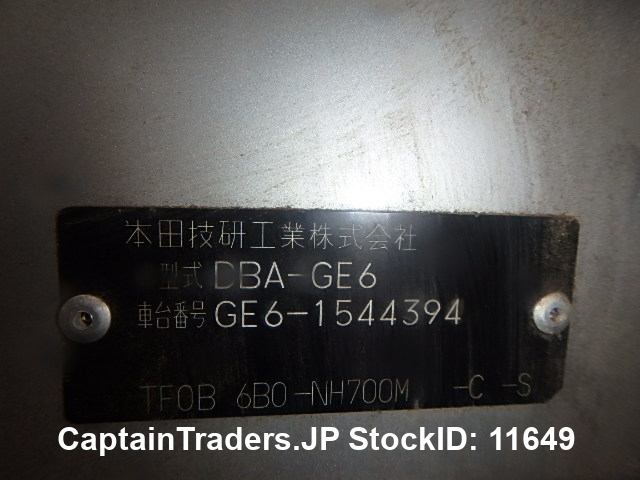 本田技研工業株式会社
型式 DBA-GE6
車台番号 GE6-1544394
TF0B 6B0-NH700M -C -S
CaptainTraders.JP StockID: 11649